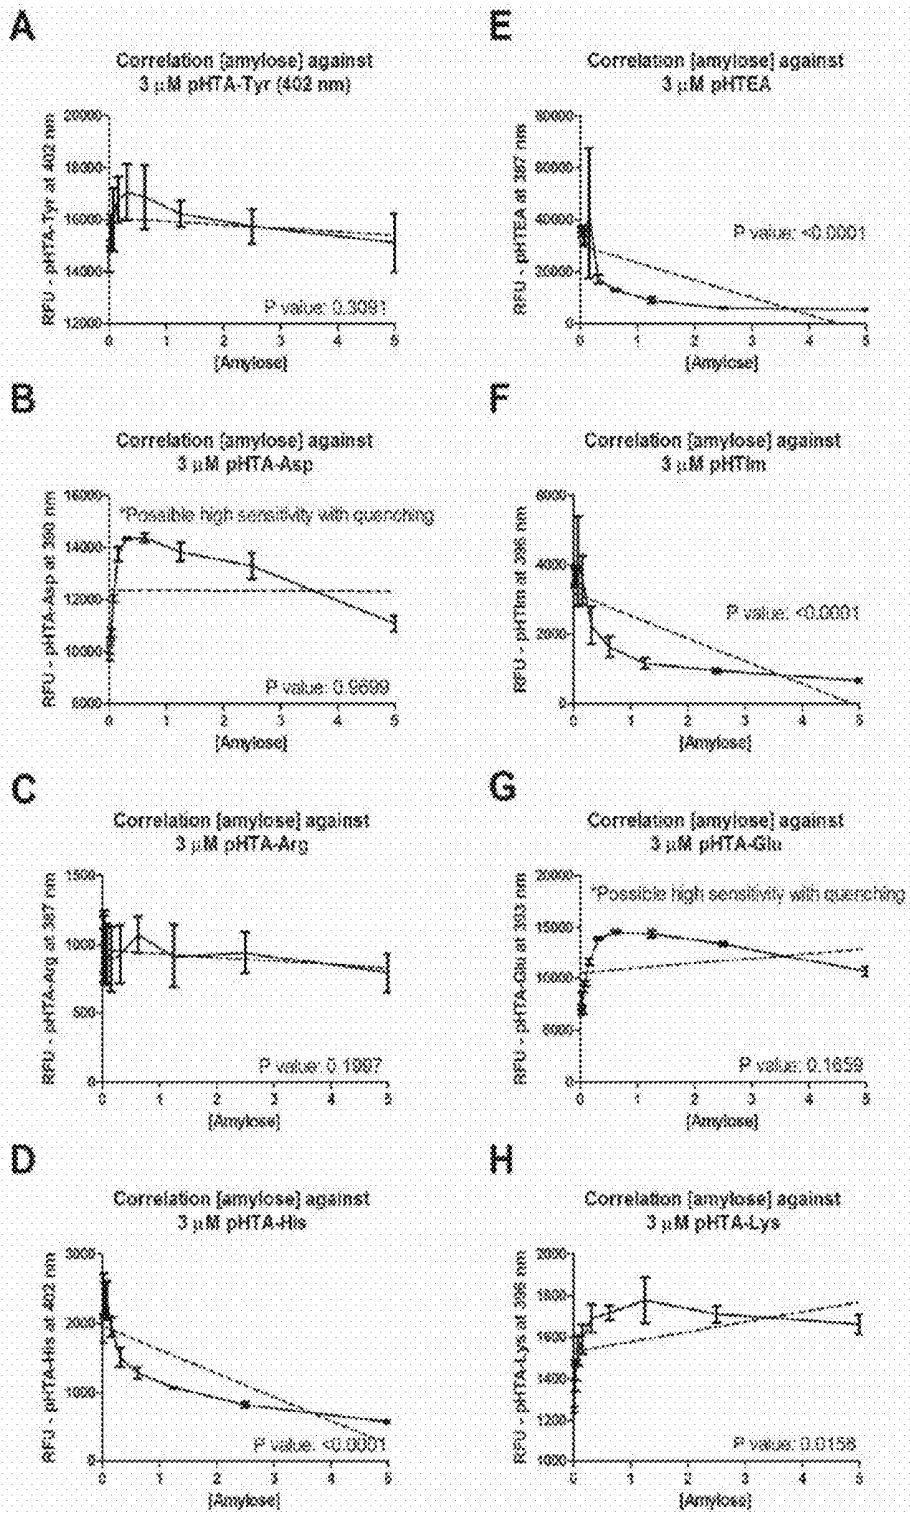 A
Correlation [amylose] against
3 μM pHTA-Tyr (402 nm)
RFU - pHTA-Tyr at 402 nm
20000
18000
16000
14000
12000
P value: 0.3091
0 1 2 3 4 5
[Amylose]
B
Correlation [amylose] against
3 μM pHTA-Asp
RFU - pHTA-Asp at 390 nm
*Possible high sensitivity with quenching
16000
14000
12000
10000
8000
P value: 0.9699
0 1 2 3 4 5
[Amylose]
C
Correlation [amylose] against
3 μM pHTA-Arg
RFU - pHTA-Arg at 387 nm
1500
1000
500
0
P value: 0.1997
0 1 2 3 4 5
[Amylose]
D
Correlation [amylose] against
3 μM pHTA-His
RFU - pHTA-His at 402 nm
3000
2000
1000
0
P value: <0.0001
0 1 2 3 4 5
[Amylose]
E
Correlation [amylose] against
3 μM pHTEA
RFU - pHTEA at 387 nm
80000
60000
40000
20000
0
P value: <0.0001
0 1 2 3 4 5
[Amylose]
F
Correlation [amylose] against
3 μM pHTIm
RFU - pHTIm at 396 nm
6000
4000
2000
0
P value: <0.0001
0 1 2 3 4 5
[Amylose]
G
Correlation [amylose] against
3 μM pHTA-Glu
RFU - pHTA-Glu at 393 nm
*Possible high sensitivity with quenching
20000
15000
10000
5000
0
P value: 0.1659
0 1 2 3 4 5
[Amylose]
H
Correlation [amylose] against
3 μM pHTA-Lys
RFU - pHTA-Lys at 396 nm
2000
1800
1600
1400
1200
1000
P value: 0.0156
0 1 2 3 4 5
[Amylose]